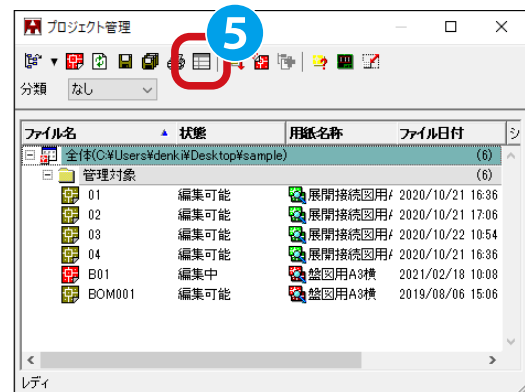 プロジェクト管理
5
分類 なし
ファイル名 状態 用紙名称 ファイル日付 シ
全体(C:¥Users¥denki¥Desktop¥sample) (6)
管理対象 (6)
01 編集可能 展開接続図用A 2020/10/21 16:36
02 編集可能 展開接続図用A 2020/10/21 17:06
03 編集可能 展開接続図用A 2020/10/22 10:54
04 編集可能 展開接続図用A 2020/10/21 16:36
B01 編集中 盤図用A3横 2021/02/18 10:08
BOM001 編集可能 盤図用A3横 2019/08/06 15:06
レディ